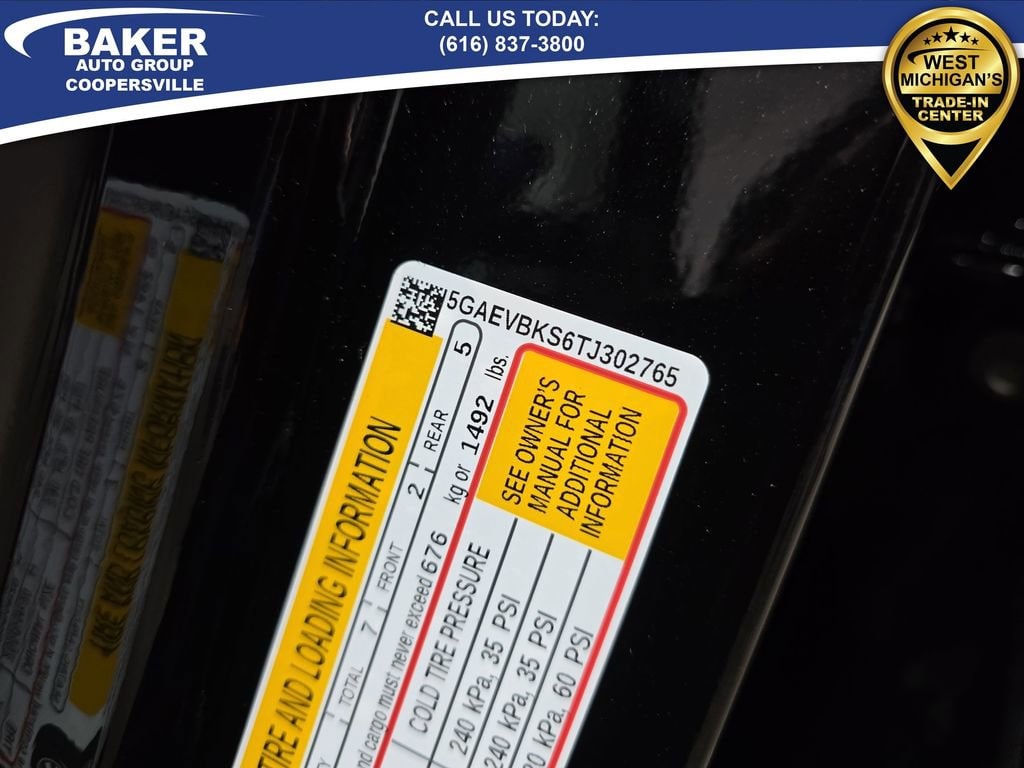 BAKER
AUTO GROUP
COOPERSVILLE
CALL US TODAY:
(616) 837-3800
WEST
MICHIGAN'S
TRADE-IN
CENTER
5GAEVBKS6TJ302765
TIRE AND LOADING INFORMATION
TOTAL 7 FRONT 2 REAR 5
and cargo must never exceed 676 kg or 1492 lbs.
COLD TIRE PRESSURE
240 kPa, 35 PSI
240 kPa, 35 PSI
kPa, 60 PSI
SEE OWNER'S
MANUAL FOR
ADDITIONAL
INFORMATION